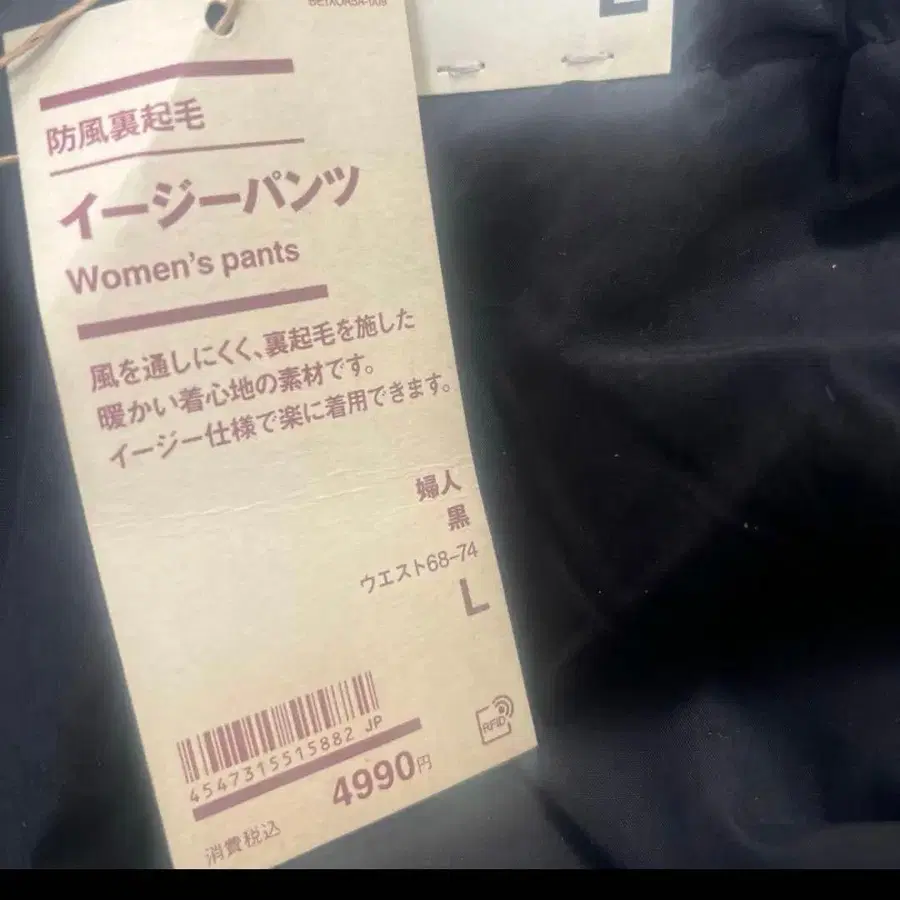 防風裏起毛
イージーパンツ
Women's pants
風を通しにくく、裏起毛を施した
暖かい着心地の素材です。
イージー仕様で楽に着用できます。
婦人
黒
ウエスト68-74
L
RFID
4547315515882 JP
4990円
消費税込